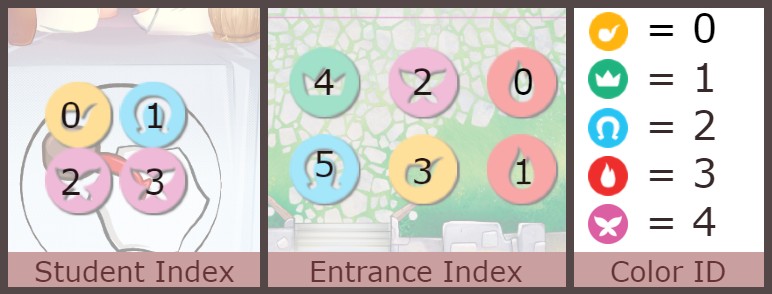 0 1
2 3
Student Index
4 2 0
5 3 1
Entrance Index
= 0
= 1
= 2
= 3
= 4
Color ID